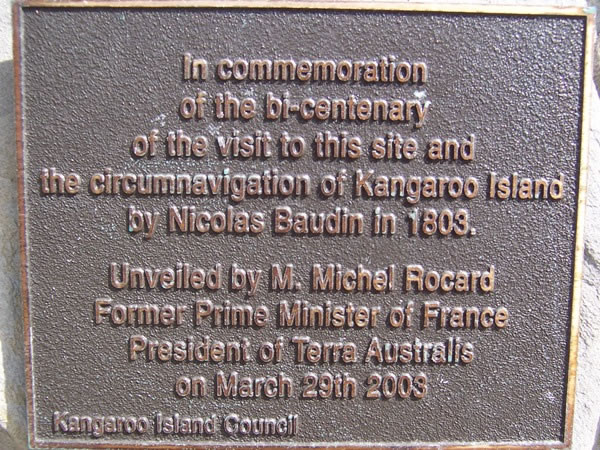 In commemoration
of the bi-centenary
of the visit to this site and
the circumnavigation of Kangaroo Island
by Nicolas Baudin in 1803.
Unveiled by M. Michel Rocard
Former Prime Minister of France
President of Terra Australis
on March 29th 2003
Kangaroo Island Council